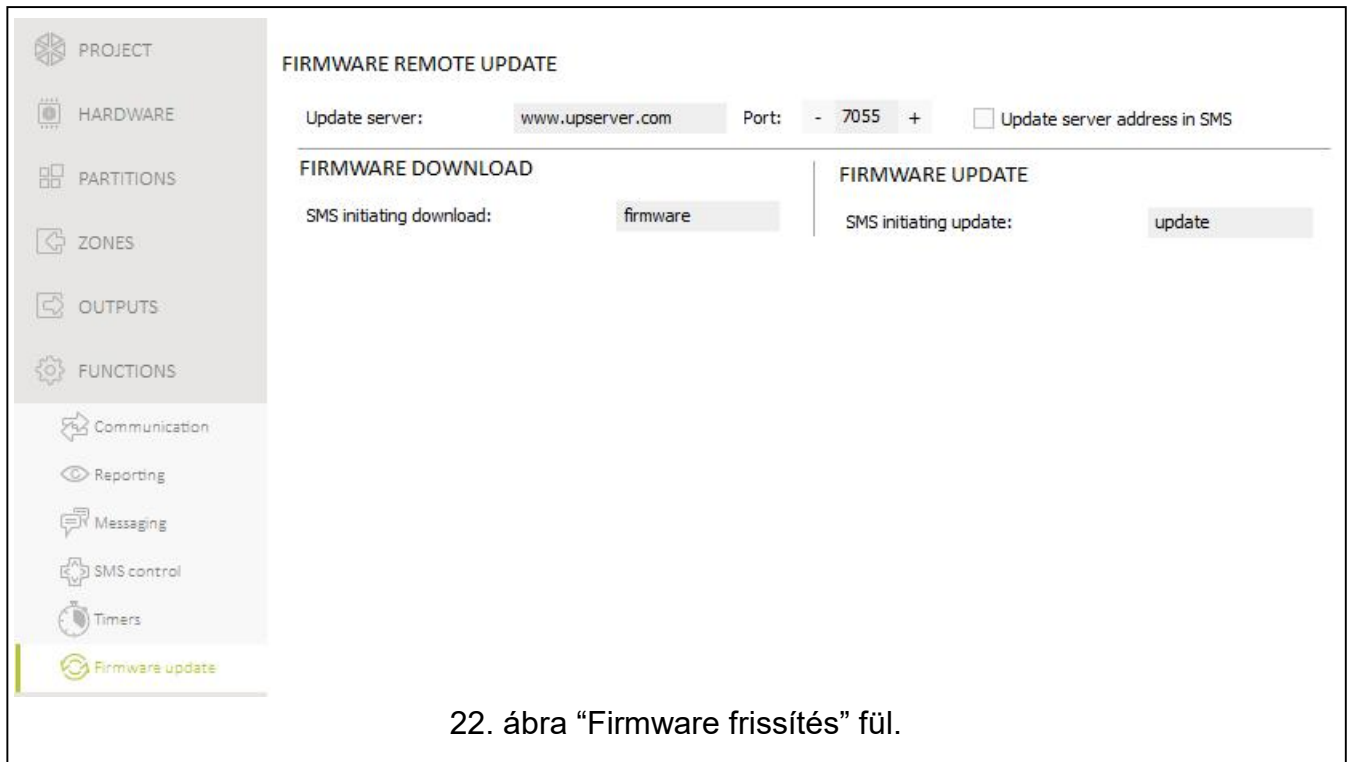 PROJECT
HARDWARE
PARTITIONS
ZONES
OUTPUTS
FUNCTIONS
Communication
Reporting
Messaging
SMS control
Timers
Firmware update
FIRMWARE REMOTE UPDATE
Update server: www.upserver.com Port: - 7055 + Update server address in SMS
FIRMWARE DOWNLOAD
SMS initiating download: firmware
FIRMWARE UPDATE
SMS initiating update: update
22. ábra “Firmware frissítés” fül.